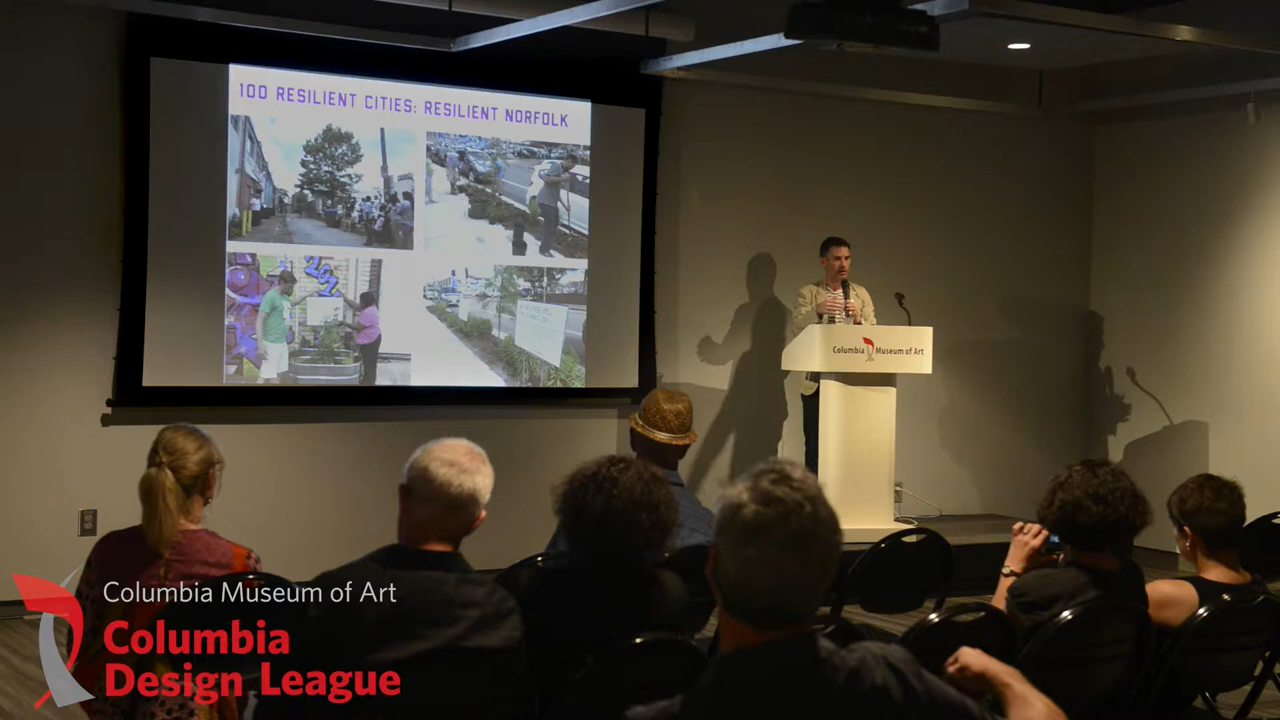 100 RESILIENT CITIES: RESILIENT NORFOLK
Columbia Museum of Art
Columbia Museum of Art
Columbia
Design League